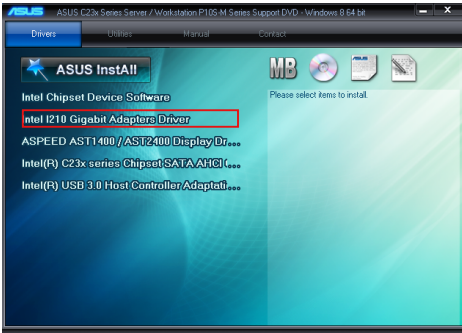 ASUS ASUS C23x Series Server / Workstation P10S-M Series Support DVD - Windows 8 64 bit
Drivers Utilities Manual Contact
ASUS InstAll
MB
Please select items to install.
Intel Chipset Device Software
ntel I210 Gigabit Adapters Driver
ASPEED AST1400 / AST2400 Display Dr...
Intel(R) C23x series Chipset SATA AHCI (...
Intel(R) USB 3.0 Host Controller Adaptati...